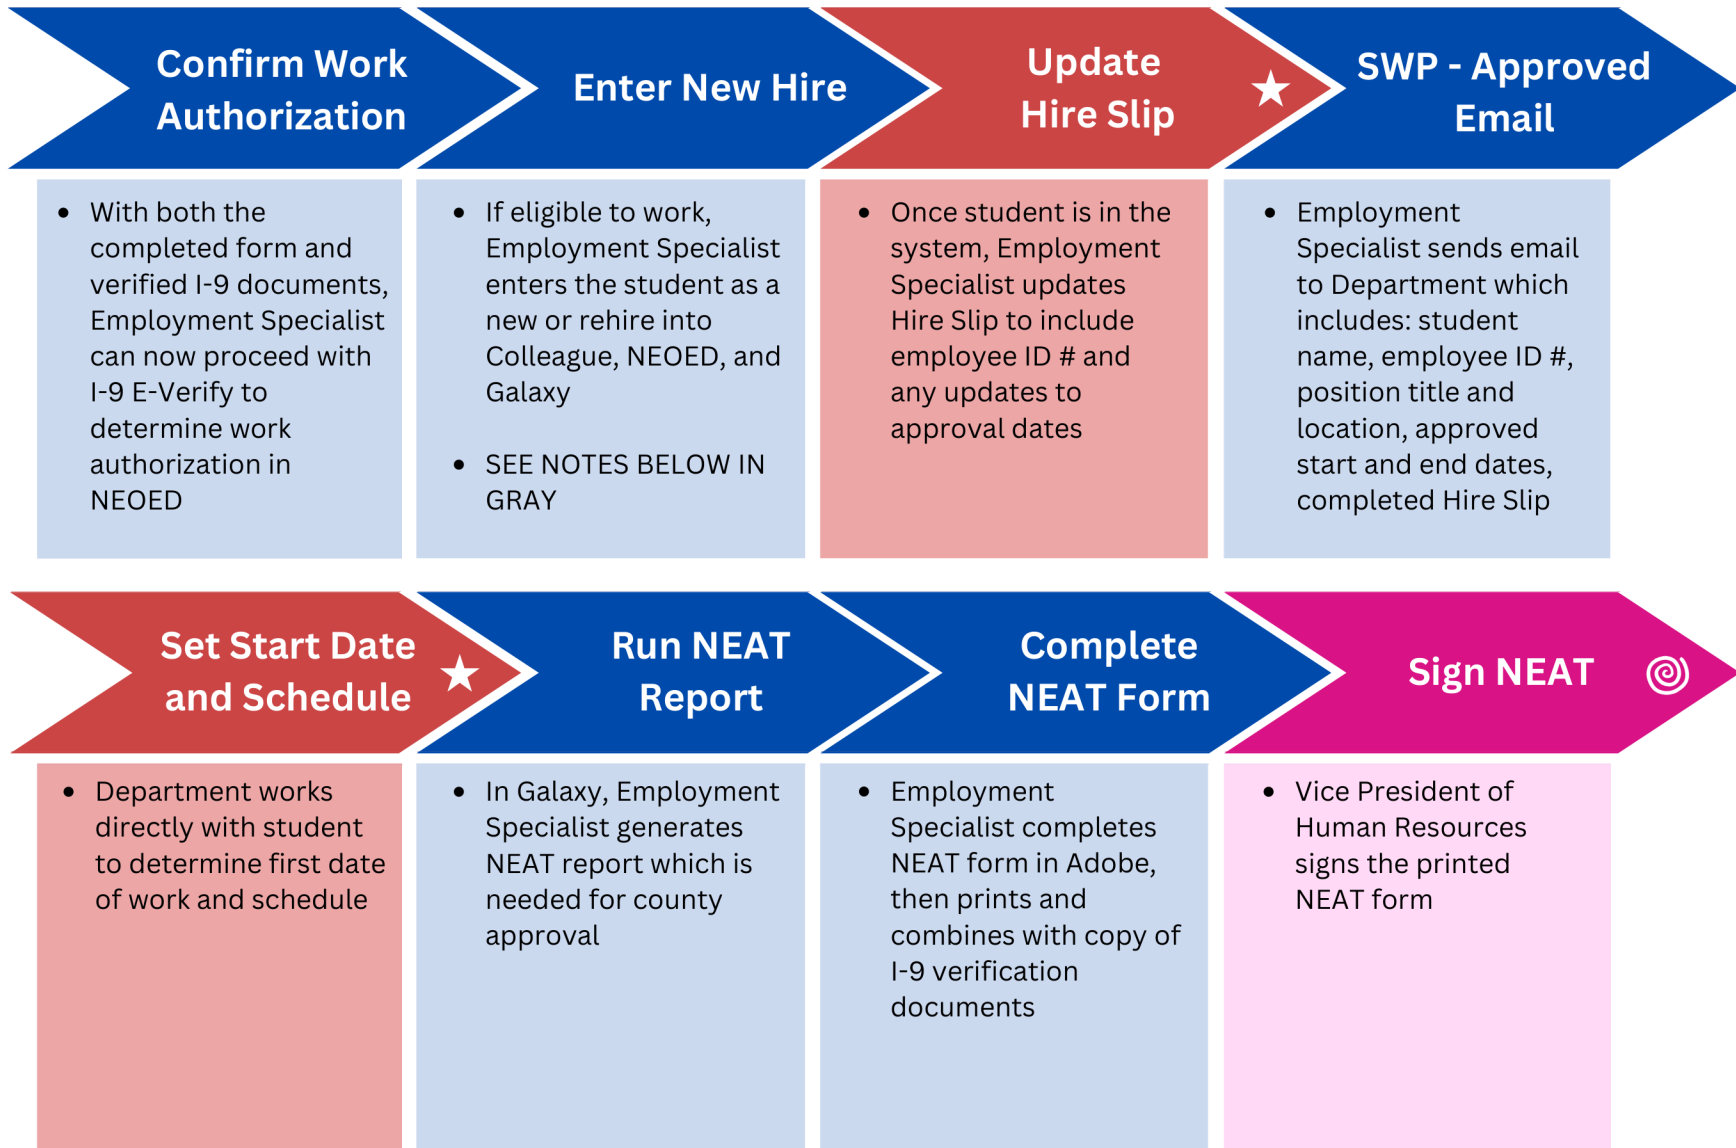 Confirm Work
Authorization
Enter New Hire
Update
Hire Slip
SWP - Approved
Email
• With both the
completed form and
verified I-9 documents,
Employment Specialist
can now proceed with
I-9 E-Verify to
determine work
authorization in
NEOED
• If eligible to work,
Employment Specialist
enters the student as a
new or rehire into
Colleague, NEOED, and
Galaxy
• SEE NOTES BELOW IN
GRAY
• Once student is in the
system, Employment
Specialist updates
Hire Slip to include
employee ID # and
any updates to
approval dates
• Employment
Specialist sends email
to Department which
includes: student
name, employee ID #,
position title and
location, approved
start and end dates,
completed Hire Slip
Set Start Date
and Schedule
Run NEAT
Report
Complete
NEAT Form
Sign NEAT
• Department works
directly with student
to determine first date
of work and schedule
• In Galaxy, Employment
Specialist generates
NEAT report which is
needed for county
approval
• Employment
Specialist completes
NEAT form in Adobe,
then prints and
combines with copy of
I-9 verification
documents
• Vice President of
Human Resources
signs the printed
NEAT form